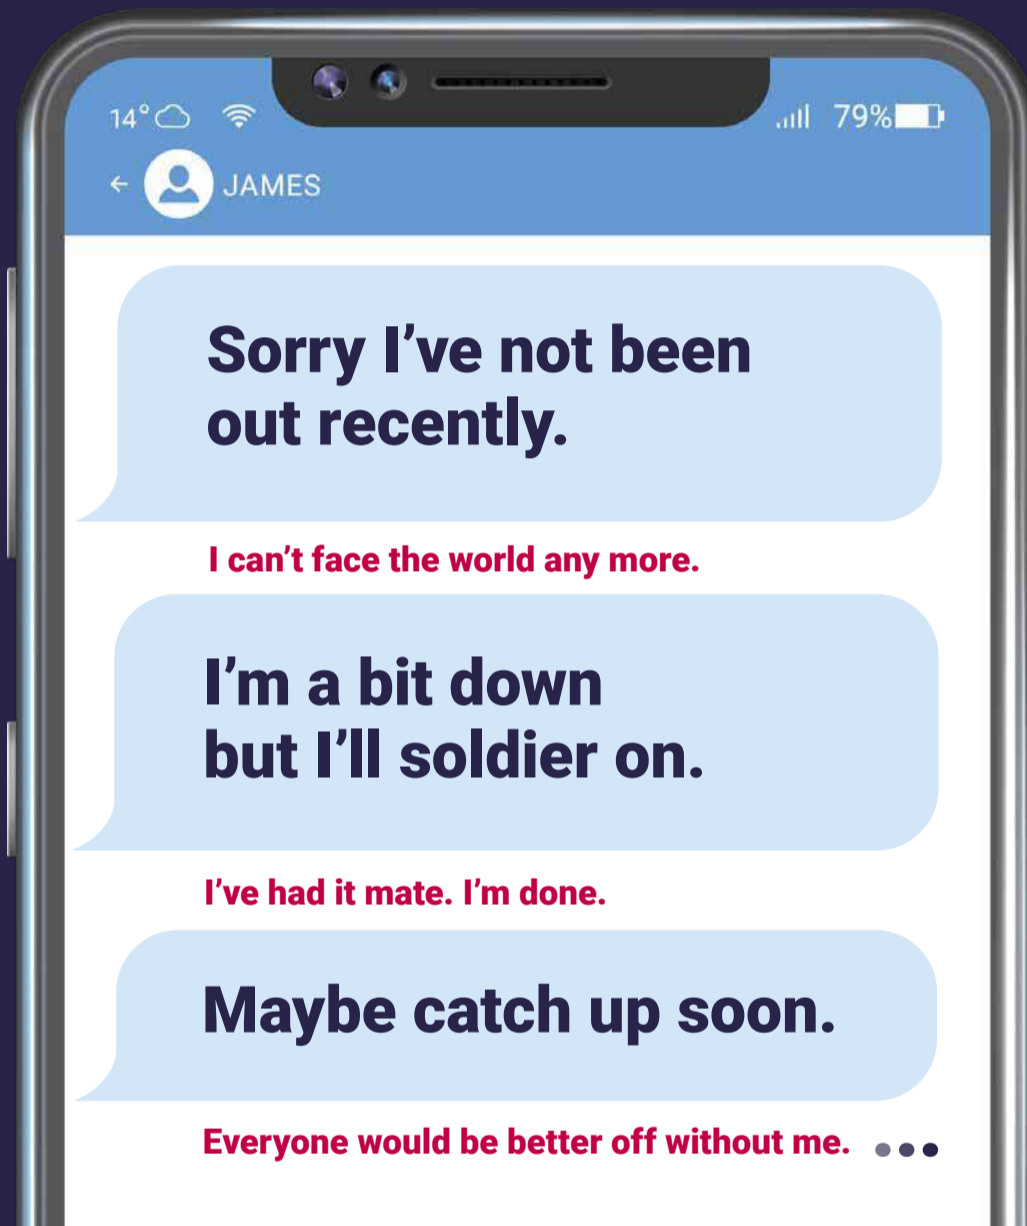 14° 79%
← JAMES
Sorry I’ve not been
out recently.
I can’t face the world any more.
I’m a bit down
but I’ll soldier on.
I’ve had it mate. I’m done.
Maybe catch up soon.
Everyone would be better off without me. •••